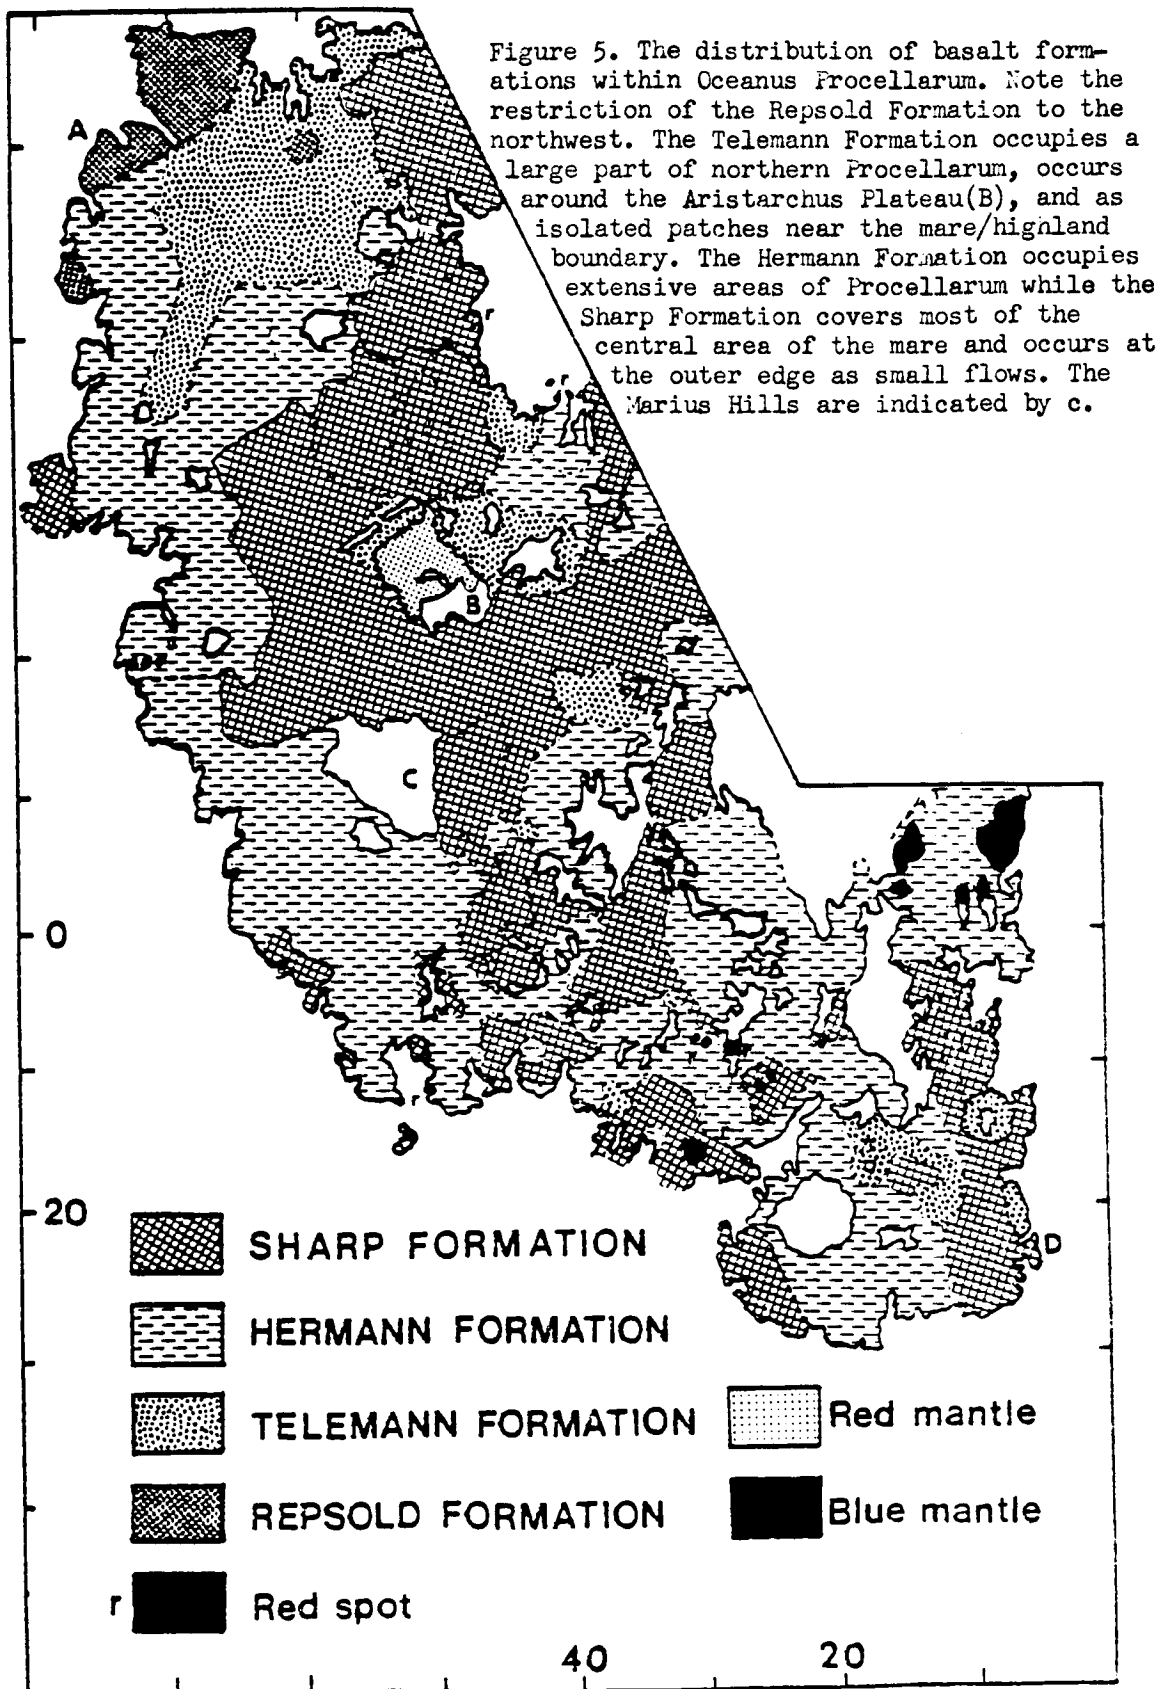 Figure 5. The distribution of basalt form-
ations within Oceanus Procellarum. Note the
restriction of the Repsold Formation to the
northwest. The Telemann Formation occupies a
large part of northern Procellarum, occurs
around the Aristarchus Plateau(B), and as
isolated patches near the mare/highland
boundary. The Hermann Formation occupies
extensive areas of Procellarum while the
Sharp Formation covers most of the
central area of the mare and occurs at
the outer edge as small flows. The
Marius Hills are indicated by c.
A
r
r
B
C
0
r
20
D
SHARP FORMATION
HERMANN FORMATION
TELEMANN FORMATION
Red mantle
REPSOLD FORMATION
Blue mantle
r Red spot
40
20